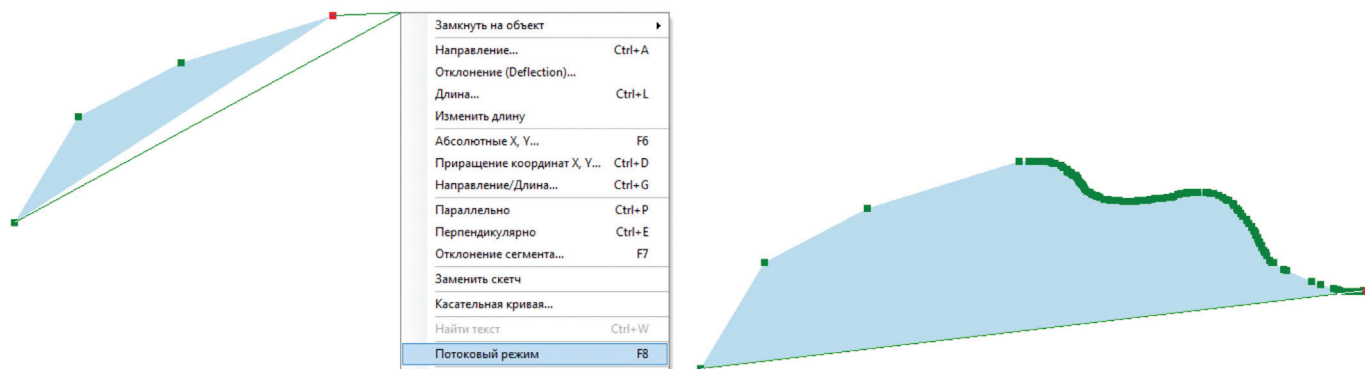 Замкнуть на объект
Направление... Ctrl+A
Отклонение (Deflection)...
Длина... Ctrl+L
Изменить длину
Абсолютные X, Y... F6
Приращение координат X, Y... Ctrl+D
Направление/Длина... Ctrl+G
Параллельно Ctrl+P
Перпендикулярно Ctrl+E
Отклонение сегмента... F7
Заменить скетч
Касательная кривая...
Найти текст Ctrl+W
Потоковый режим F8